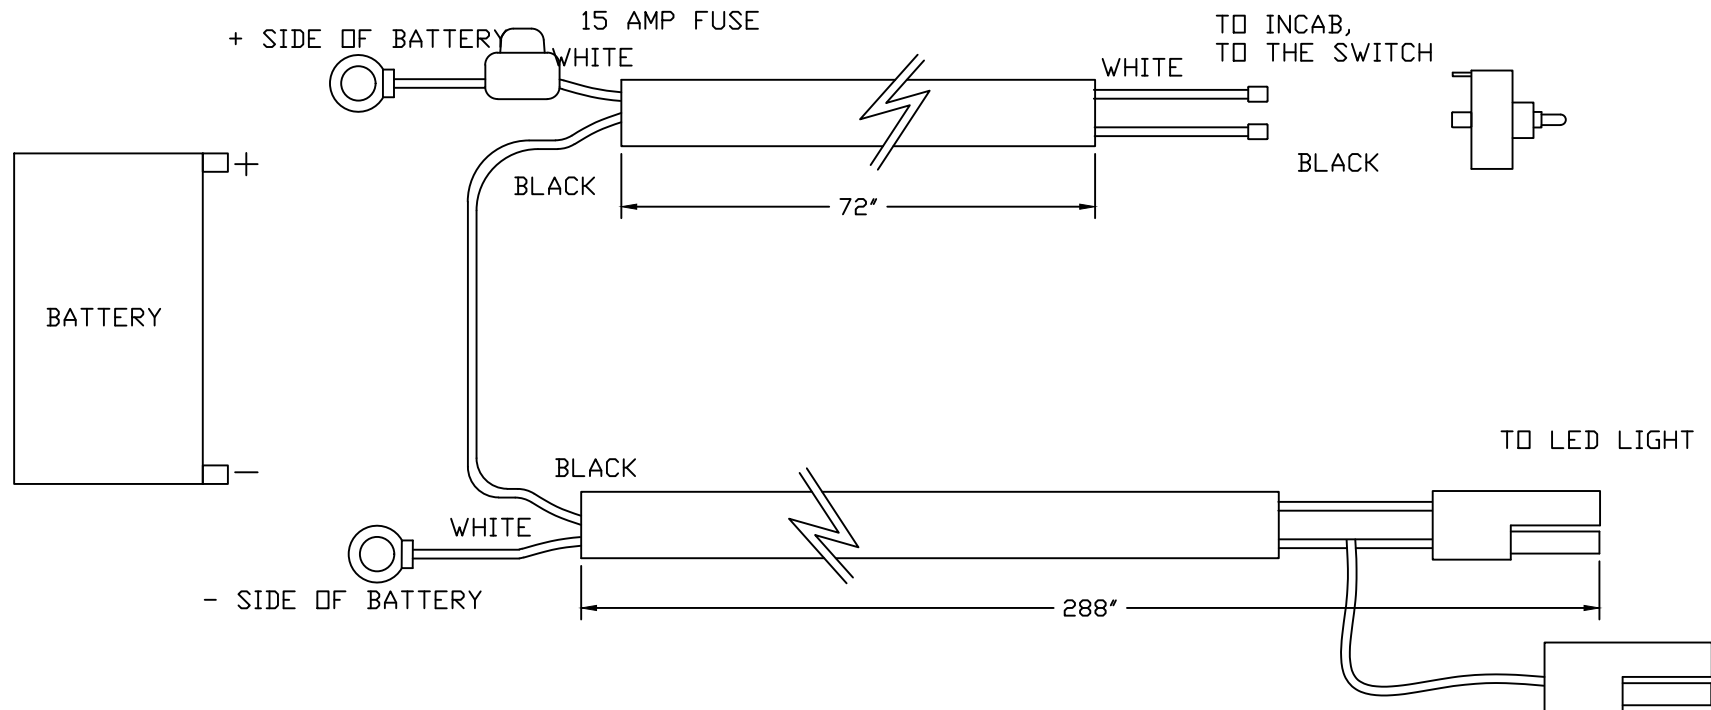 15 AMP FUSE
+ SIDE OF BATTERY
WHITE
TO INCAB,
TO THE SWITCH
WHITE
BLACK
+
BLACK
72"
BATTERY
TO LED LIGHT
BLACK
-
WHITE
- SIDE OF BATTERY
288"